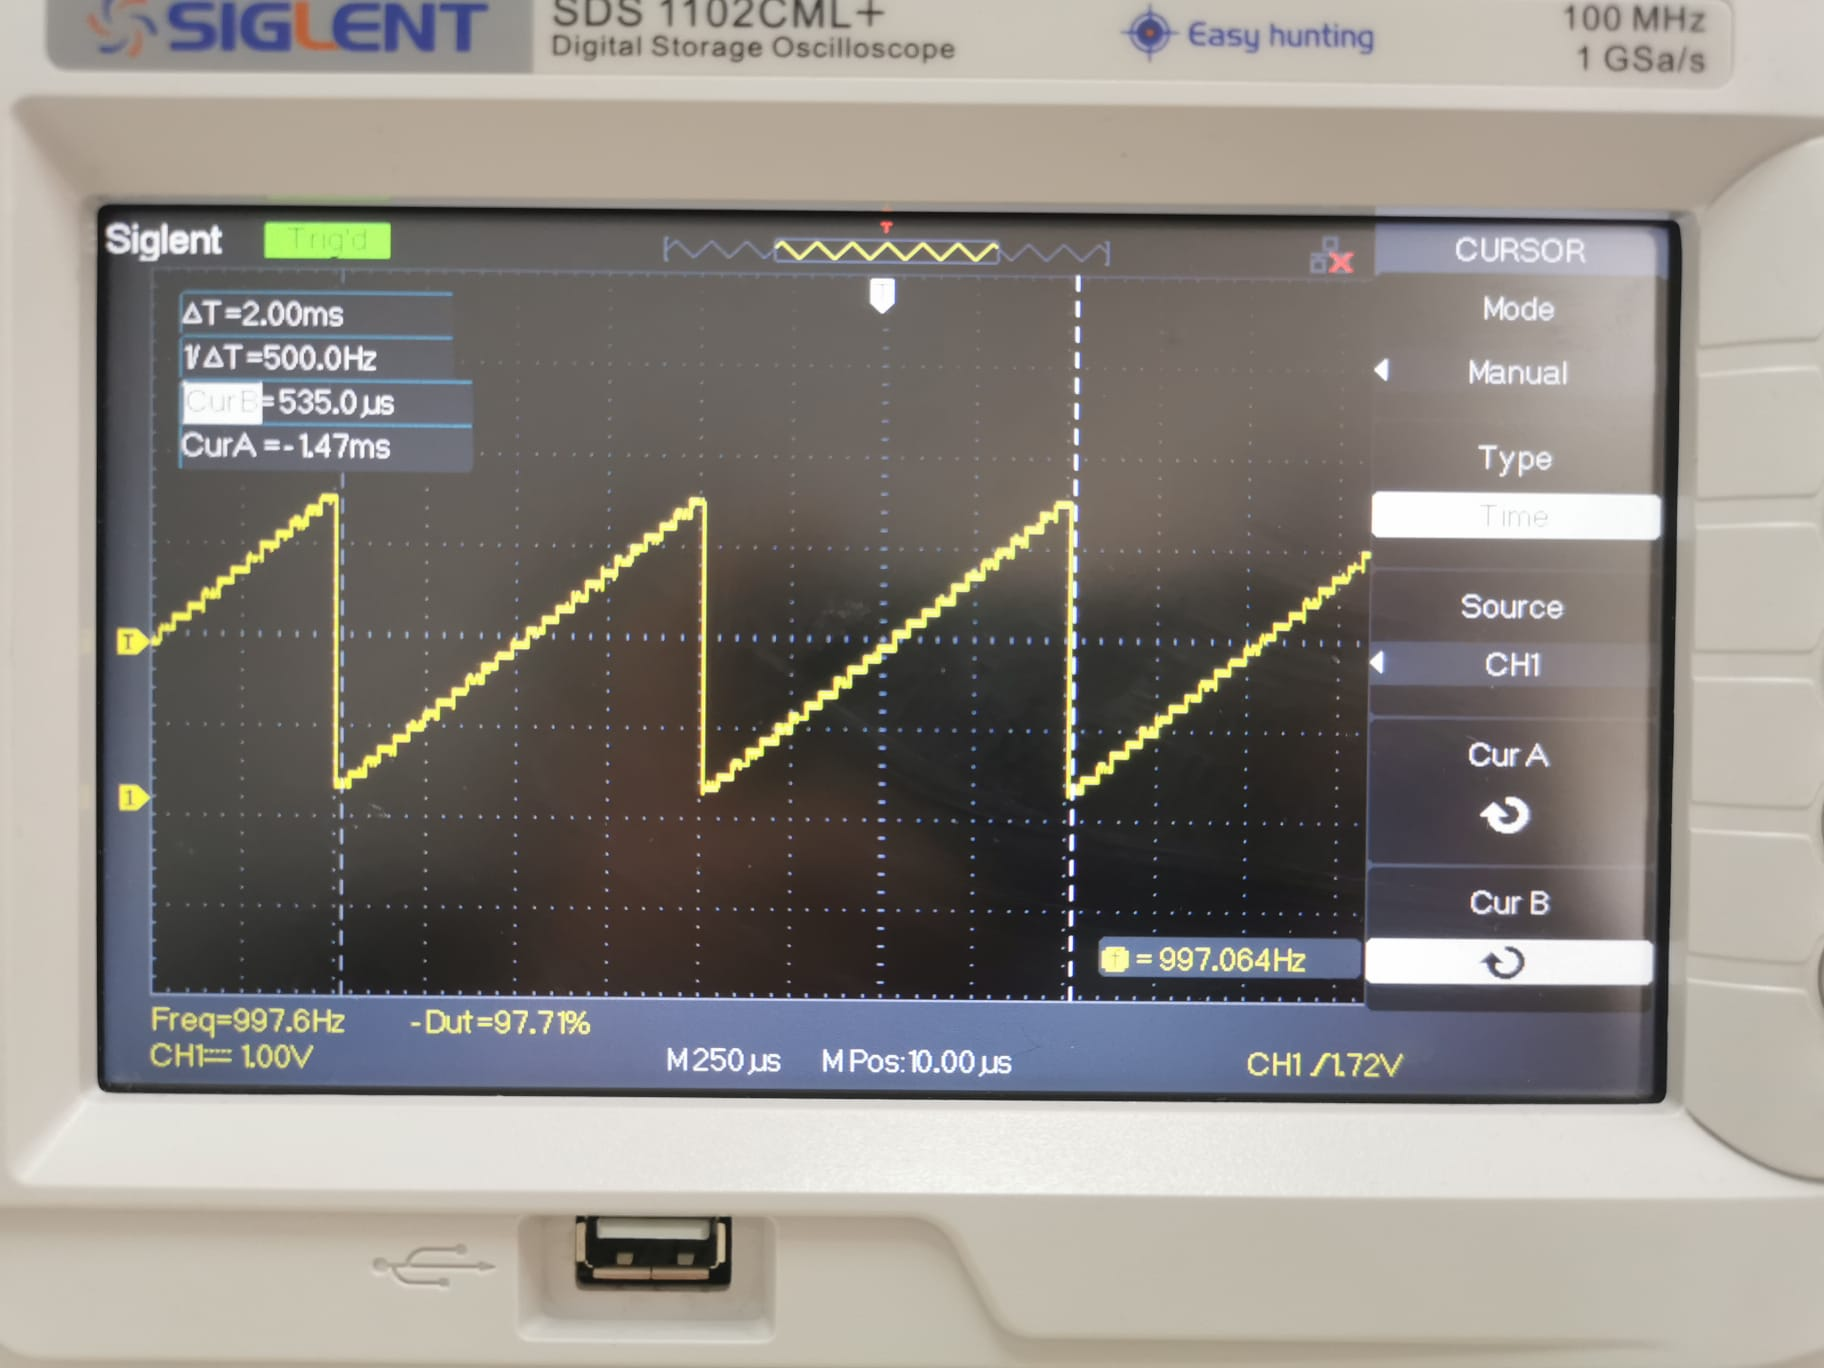 SIGLENT
SDS 1102CML+
Digital Storage Oscilloscope
Easy hunting
100 MHz
1 GSa/s
Siglent
Trig'd
T
T
CURSOR
ΔT=2.00ms
1/ΔT=500.0Hz
CurB=535.0µs
CurA=-1.47ms
Mode
Manual
Type
Time
Source
CH1
Cur A
Cur B
T
1
= 997.064Hz
Freq=997.6Hz
-Dut=97.71%
CH1 1.00V
M 250µs
M Pos:10.00µs
CH1 /1.72V